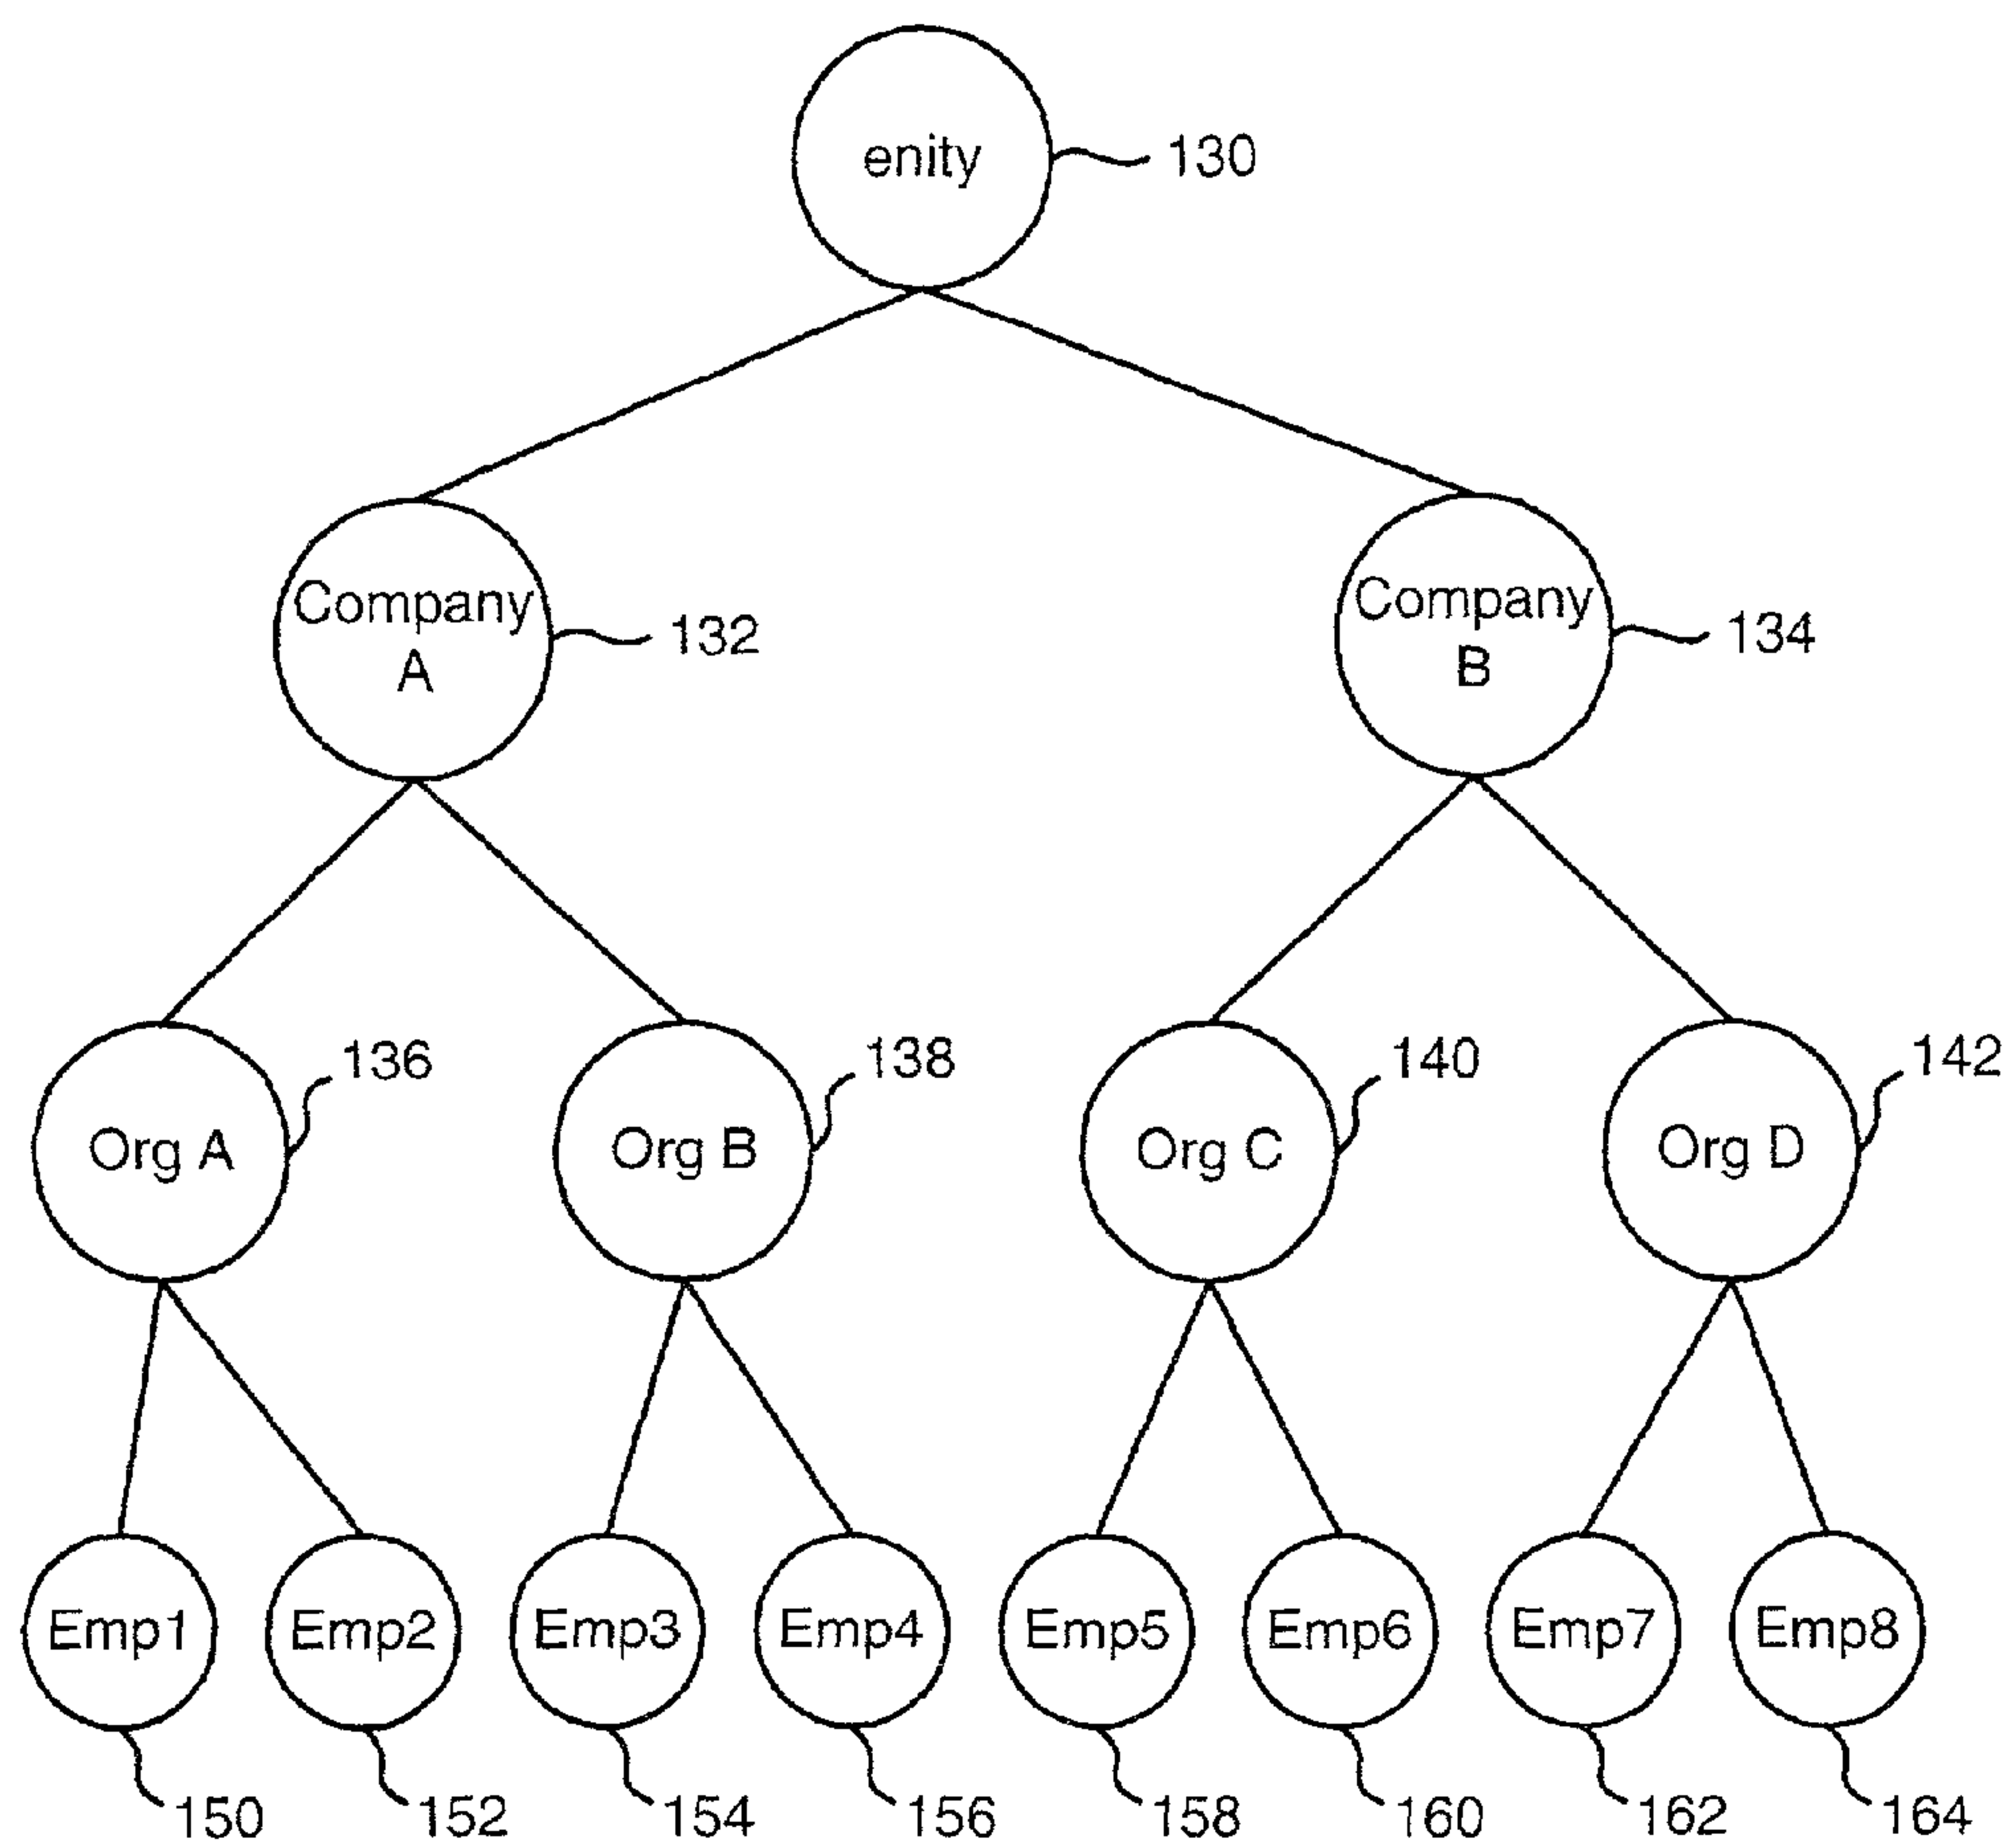 enity
130
Company
A
132
Company
B
134
Org A
136
Org B
138
Org C
140
Org D
142
Emp1
Emp2
Emp3
Emp4
Emp5
Emp6
Emp7
Emp8
150
152
154
156
158
160
162
164